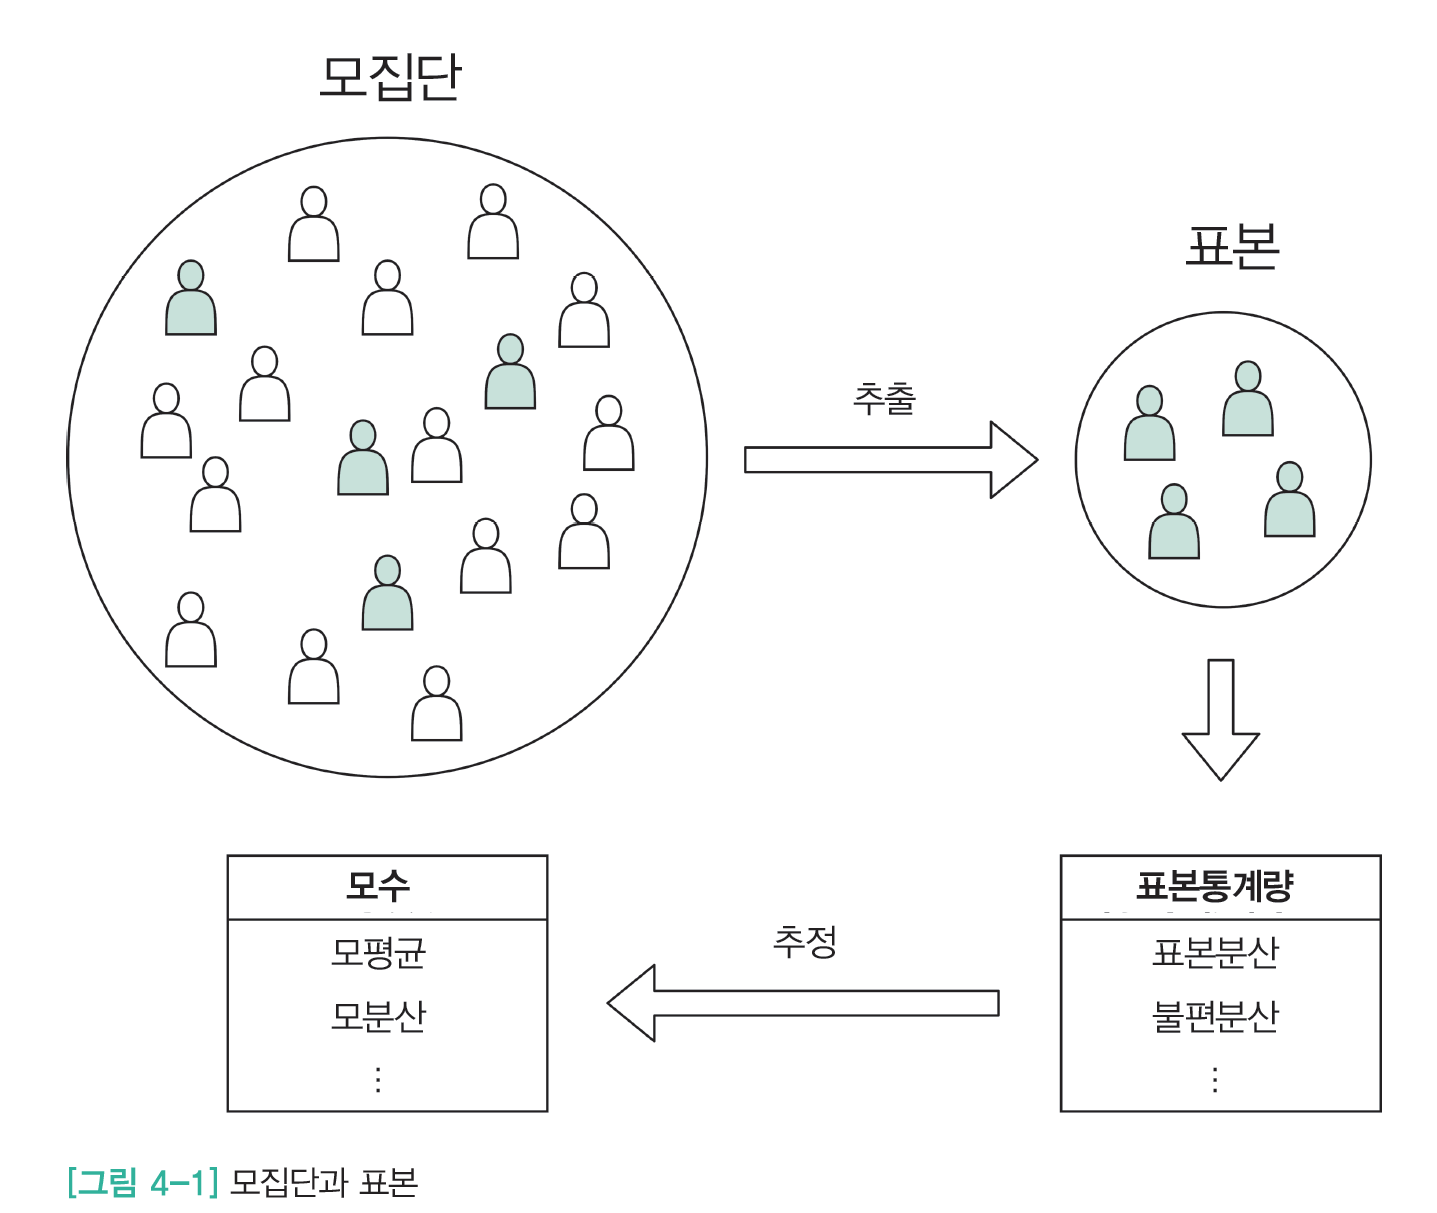 모집단
표본
추출
모수
모평균
모분산
⋮
추정
표본통계량
표본분산
불편분산
⋮
[그림 4-1] 모집단과 표본